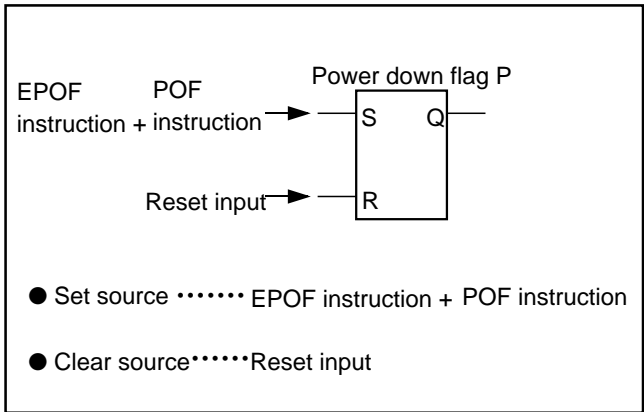 Power down flag P
EPOF instruction + POF instruction
S Q
Reset input R
● Set source ••••••• EPOF instruction + POF instruction
● Clear source •••••• Reset input